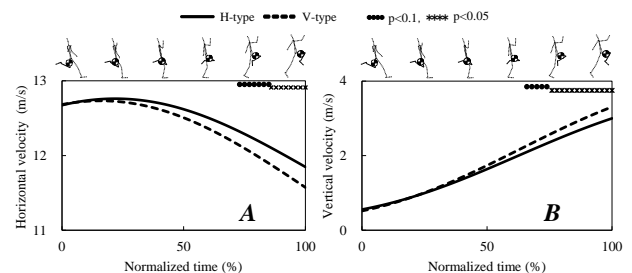 H-type V-type p<0.1, p<0.05
Horizontal velocity (m/s)
13
12
11
0 50 100
Normalized time (%)
A
Vertical velocity (m/s)
4
2
0
0 50 100
Normalized time (%)
B